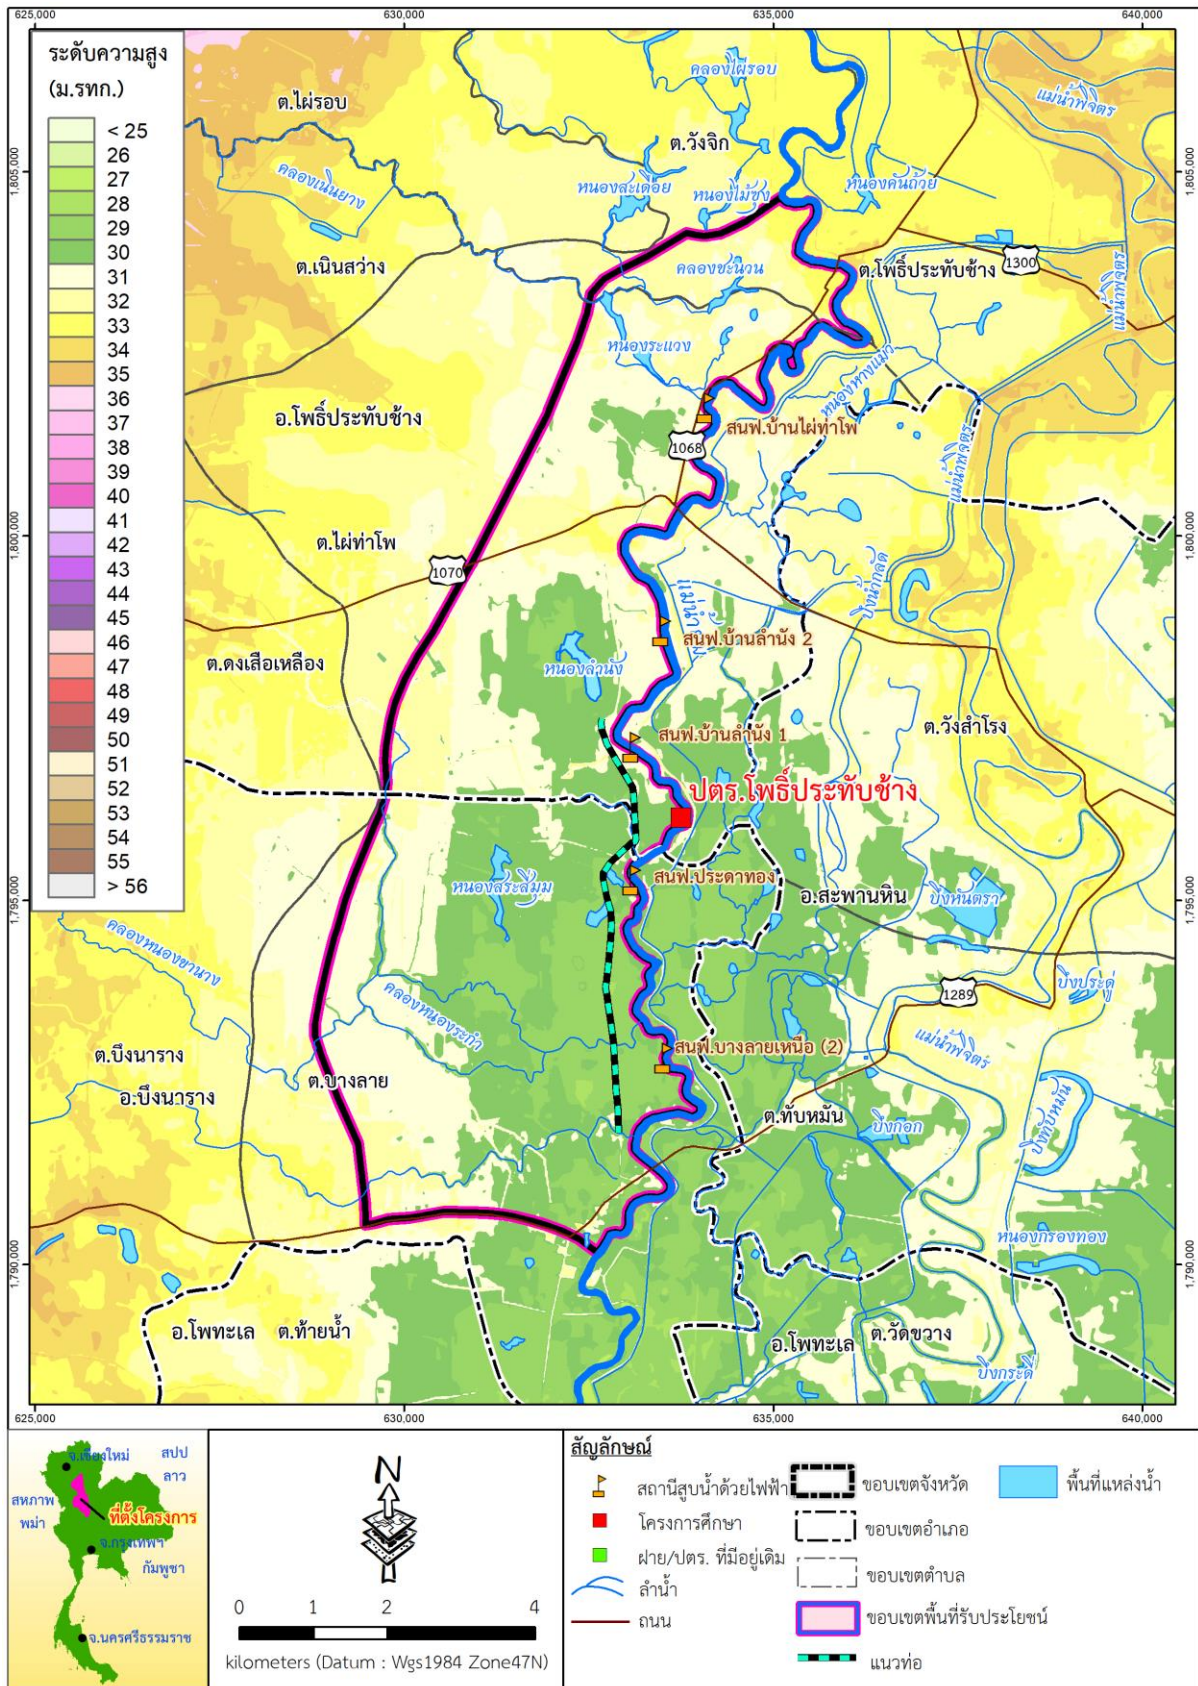 625,000
630,000
635,000
640,000
ระดับความสูง
(ม.รทก.)
< 25
26
27
28
29
30
31
32
33
34
35
36
37
38
39
40
41
42
43
44
45
46
47
48
49
50
51
52
53
54
55
> 56
1,805,000
1,800,000
1,795,000
1,790,000
1,805,000
1,800,000
1,795,000
1,790,000
คลองไผ่รอบ
แม่น้ำพิจิตร
ต.ไผ่รอบ
ต.วังจิก
คลองเนินยาง
หนองสะเดือย
หนองไม้ซุง
หนองคันถ้วย
ต.เนินสว่าง
คลองชะนวน
ต.โพธิ์ประทับช้าง
1300
แม่น้ำพิจิตร
หนองระแวง
หนองห้างแมว
อ.โพธิ์ประทับช้าง
สนฟ.บ้านไผ่ท่าโพ
1068
แม่น้ำพิจิตร
ต.ไผ่ท่าโพ
1070
บึงน้ำกลัด
สนฟ.บ้านลำนัง 2
ต.ดงเสือเหลือง
หนองลำนัง
ต.วังสำโรง
สนฟ.บ้านลำนัง 1
ปตร.โพธิ์ประทับช้าง
สนฟ.ประดาทอง
หนองสระสี่มุม
อ.สะพานหิน
บึงหันตรา
คลองหนองขานาง
คลองหนองระกำ
1289
บึงประดู่
แม่น้ำพิจิตร
ต.บึงนาราง
สนฟ.บางลายเหนือ (2)
ต.บางลาย
อ.บึงนาราง
ต.ทับหมัน
บึงกอก
บึงทับหมัน
หนองกรองทอง
อ.โพทะเล
ต.ท้ายน้ำ
อ.โพทะเล
ต.วัดขวาง
บึงกระดี่
625,000
630,000
635,000
640,000
จ.เชียงใหม่
สปป
ลาว
สหภาพ
พม่า
ที่ตั้งโครงการ
จ.กรุงเทพฯ
กัมพูชา
จ.นครศรีธรรมราช
N
0
1
2
4
kilometers (Datum : Wgs1984 Zone47N)
สัญลักษณ์
สถานีสูบน้ำด้วยไฟฟ้า
โครงการศึกษา
ฝาย/ปตร. ที่มีอยู่เดิม
ลำน้ำ
ถนน
ขอบเขตจังหวัด
ขอบเขตอำเภอ
ขอบเขตตำบล
ขอบเขตพื้นที่รับประโยชน์
แนวท่อ
พื้นที่แหล่งน้ำ